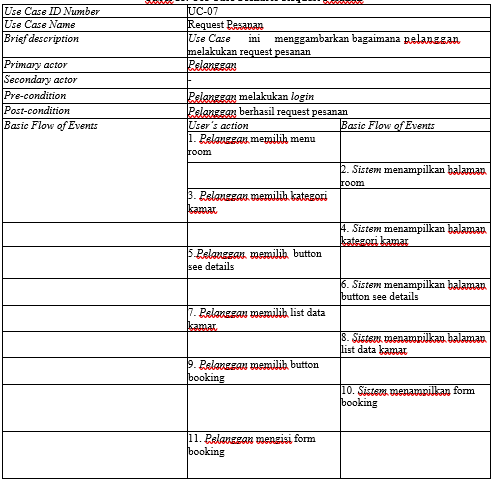 Use Case ID Number UC-07
Use Case Name Request Pesanan
Brief description Use Case ini menggambarkan bagaimana pelanggan
melakukan request pesanan
Primary actor Pelanggan
Secondary actor -
Pre-condition Pelanggan melakukan login
Post-condition Pelanggan berhasil request pesanan
Basic Flow of Events User's action Basic Flow of Events
1. Pelanggan memilih menu
room
2. Sistem menampilkan halaman
room
3. Pelanggan memilih kategori
kamar
4. Sistem menampilkan halaman
kategori kamar
5.Pelanggan memilih button
see details
6. Sistem menampilkan halaman
button see details
7. Pelanggan memilih list data
kamar
8. Sistem menampilkan halaman
list data kamar
9. Pelanggan memilih button
booking
10. Sistem menampilkan form
booking
11. Pelanggan mengisi form
booking